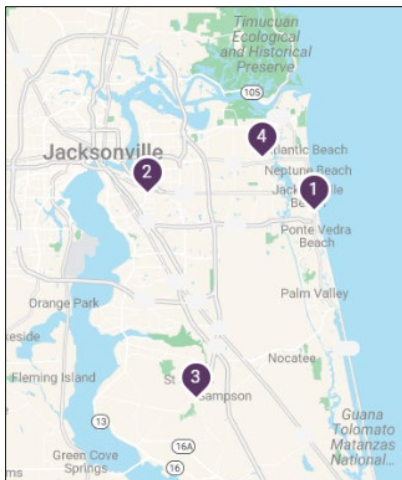 Timucuan
Ecological
and Historical
Preserve
105
4
Atlantic Beach
Jacksonville
2
Neptune Beach
1
Ponte Vedra
Beach
Orange Park
Palm Valley
Nocatee
Fleming Island
St
3
Sampson
13
Guana
Tolomato
Matanzas
National...
16A
Green Cove
Springs
16